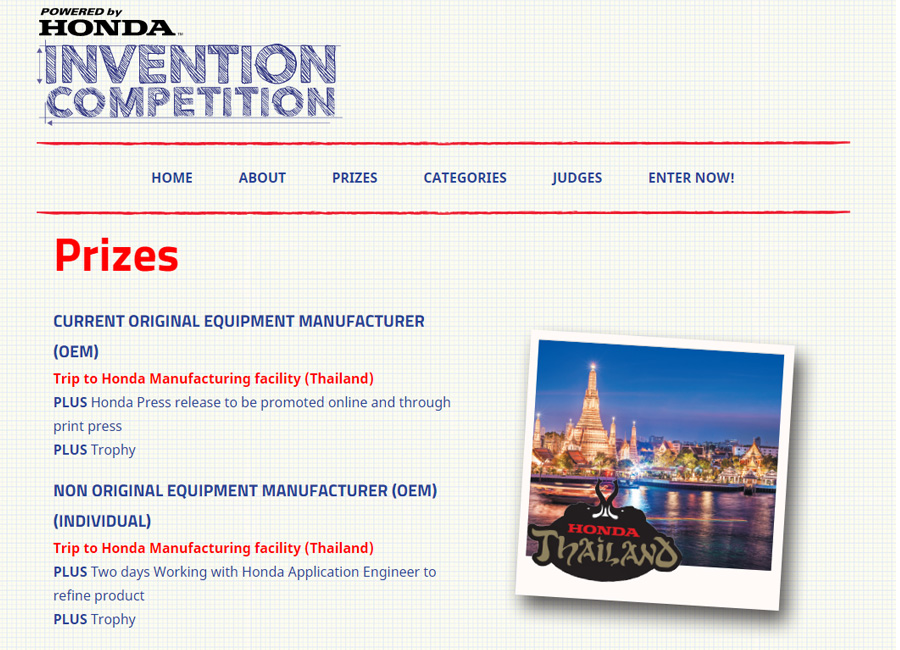 POWERED by
HONDA™
INVENTION
COMPETITION
HOME ABOUT PRIZES CATEGORIES JUDGES ENTER NOW!
Prizes
CURRENT ORIGINAL EQUIPMENT MANUFACTURER
(OEM)
Trip to Honda Manufacturing facility (Thailand)
PLUS Honda Press release to be promoted online and through
print press
PLUS Trophy
NON ORIGINAL EQUIPMENT MANUFACTURER (OEM)
(INDIVIDUAL)
Trip to Honda Manufacturing facility (Thailand)
PLUS Two days Working with Honda Application Engineer to
refine product
PLUS Trophy
HONDA
THAILAND